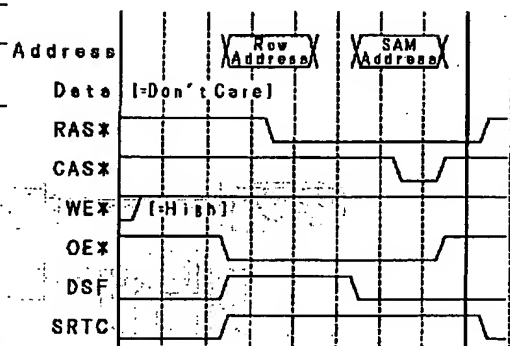 Address Row Address SAM Address
Data [=Don't Care]
RAS*
CAS*
WE* [=High]
OE*
DSF
SRTC